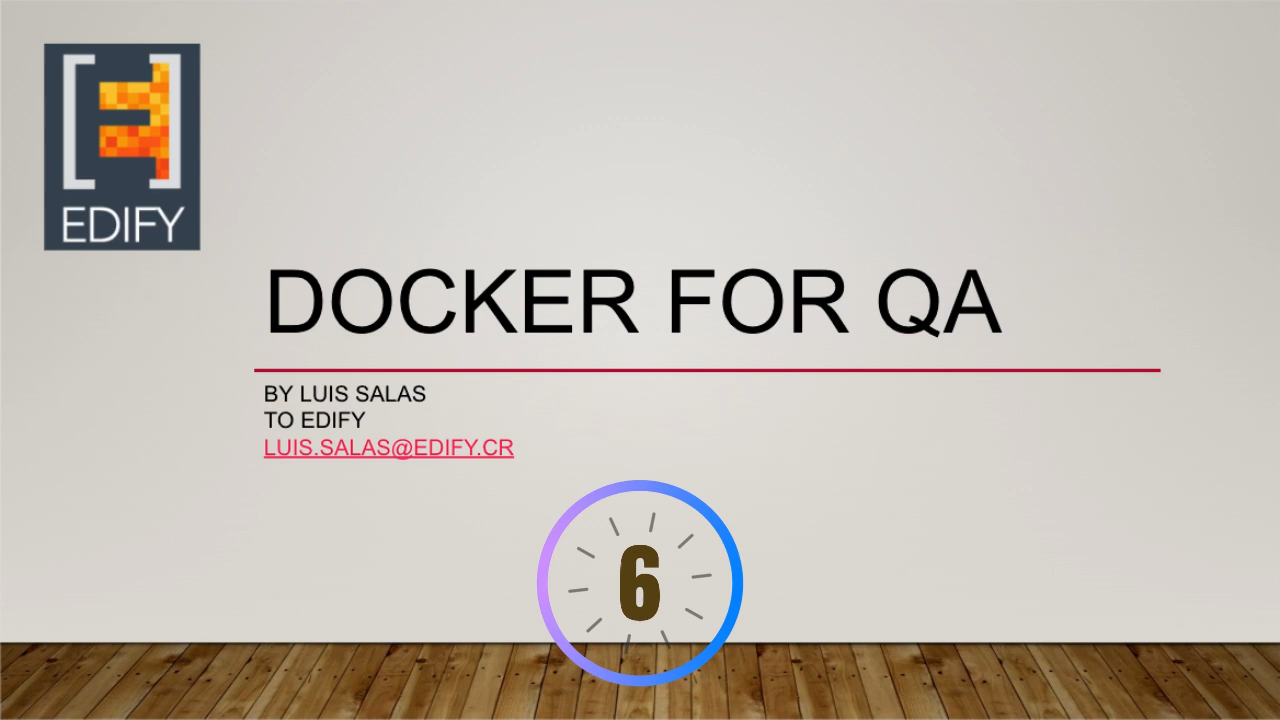 EDIFY
DOCKER FOR QA
BY LUIS SALAS
TO EDIFY
LUIS.SALAS@EDIFY.CR
6